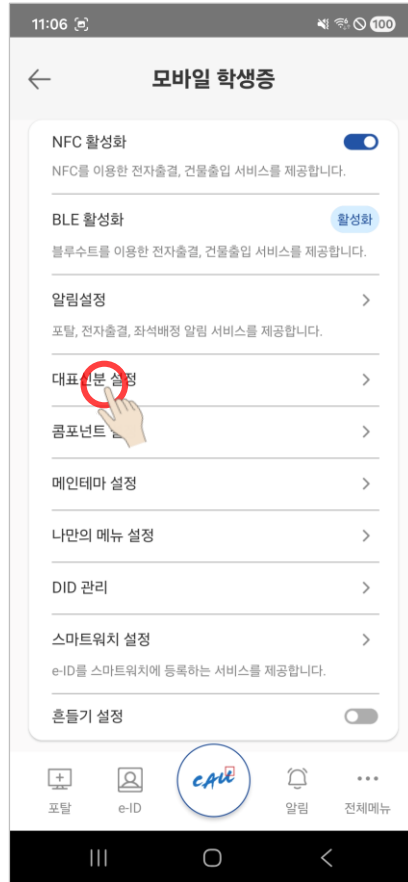 11:06
100
모바일 학생증
NFC 활성화
NFC를 이용한 전자출결, 건물출입 서비스를 제공합니다.
BLE 활성화
활성화
블루수트를 이용한 전자출결, 건물출입 서비스를 제공합니다.
알림설정
포탈, 전자출결, 좌석배정 알림 서비스를 제공합니다.
대표신분 설정
콤포넌트
메인테마 설정
나만의 메뉴 설정
DID 관리
스마트워치 설정
e-ID를 스마트워치에 등록하는 서비스를 제공합니다.
흔들기 설정
CAU
포탈
e-ID
알림
전체메뉴